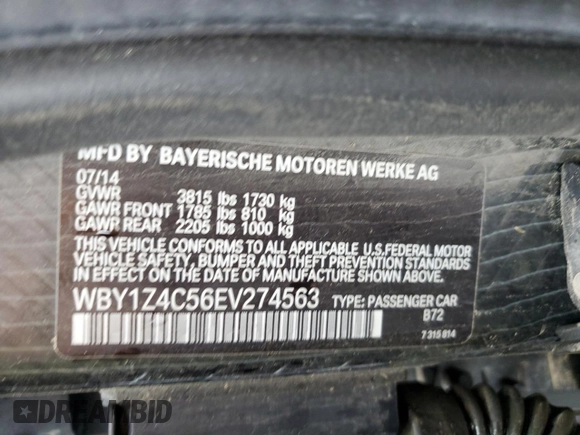 MFD BY BAYERISCHE MOTOREN WERKE AG
07/14
GVWR 3815 lbs 1730 kg
GAWR FRONT 1785 lbs 810 kg
GAWR REAR 2205 lbs 1000 kg
THIS VEHICLE CONFORMS TO ALL APPLICABLE U.S. FEDERAL MOTOR
VEHICLE SAFETY, BUMPER AND THEFT PREVENTION STANDARDS
IN EFFECT ON THE DATE OF MANUFACTURE SHOWN ABOVE.
WBY1Z4C56EV274563 TYPE: PASSENGER CAR
B72
7 315 814
DREAMBID